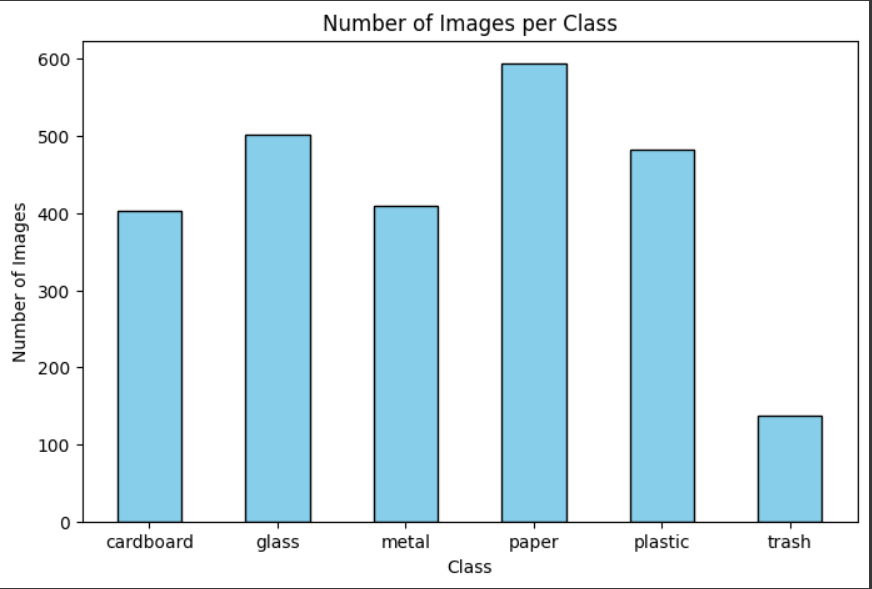 Number of Images per Class
Number of Images
600
500
400
300
200
100
0
cardboard glass metal paper plastic trash
Class